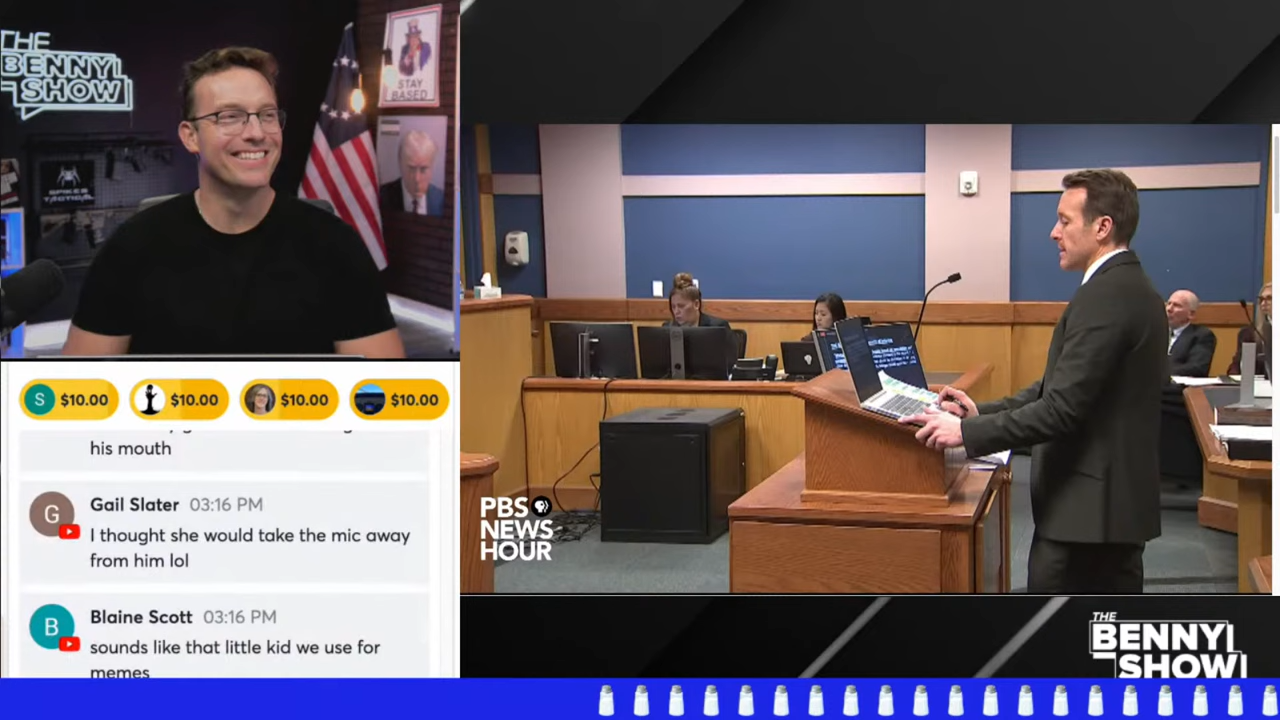 THE
BENNY
SHOW
STAY
BASED
SPIKE'S
TACTICAL
$10.00
$10.00
$10.00
$10.00
his mouth
Gail Slater 03:16 PM
I thought she would take the mic away
from him lol
Blaine Scott 03:16 PM
sounds like that little kid we use for
memes
S
G
B
PBS
NEWS
HOUR
THE
BENNY
SHOW